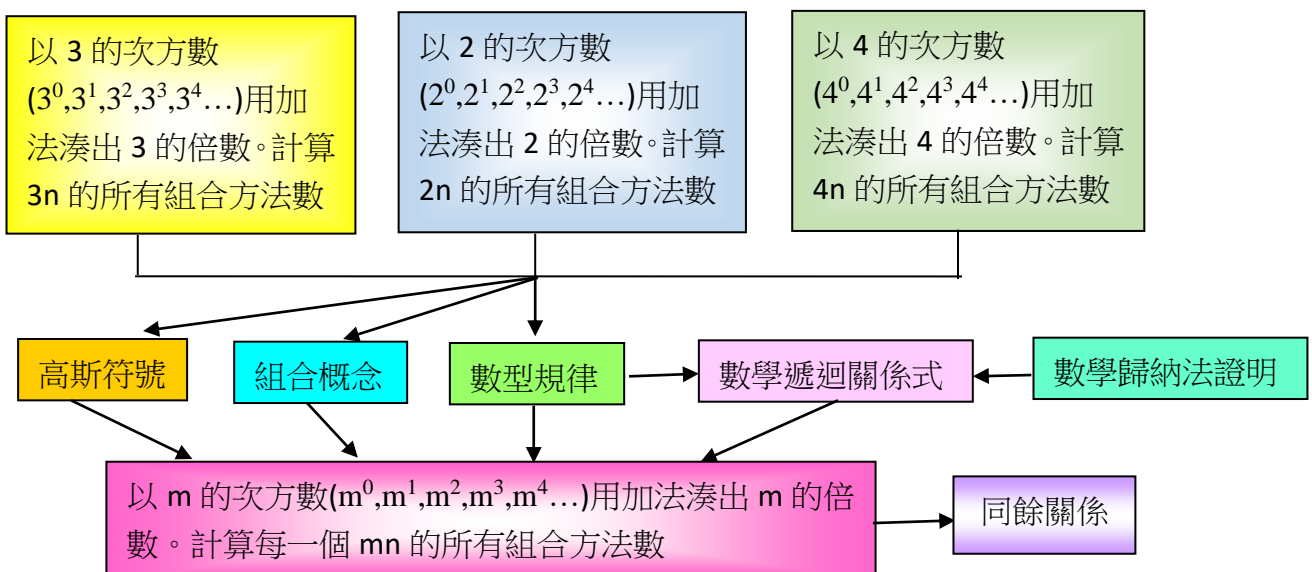 以 3 的次方數
(3⁰,3¹,3²,3³,3⁴…)用加
法湊出 3 的倍數。計算
3n 的所有組合方法數
以 2 的次方數
(2⁰,2¹,2²,2³,2⁴…)用加
法湊出 2 的倍數。計算
2n 的所有組合方法數
以 4 的次方數
(4⁰,4¹,4²,4³,4⁴…)用加
法湊出 4 的倍數。計算
4n 的所有組合方法數
高斯符號
組合概念
數型規律
數學遞迴關係式
數學歸納法證明
以 m 的次方數(m⁰,m¹,m²,m³,m⁴…)用加法湊出 m 的倍
數。計算每一個 mn 的所有組合方法數
同餘關係